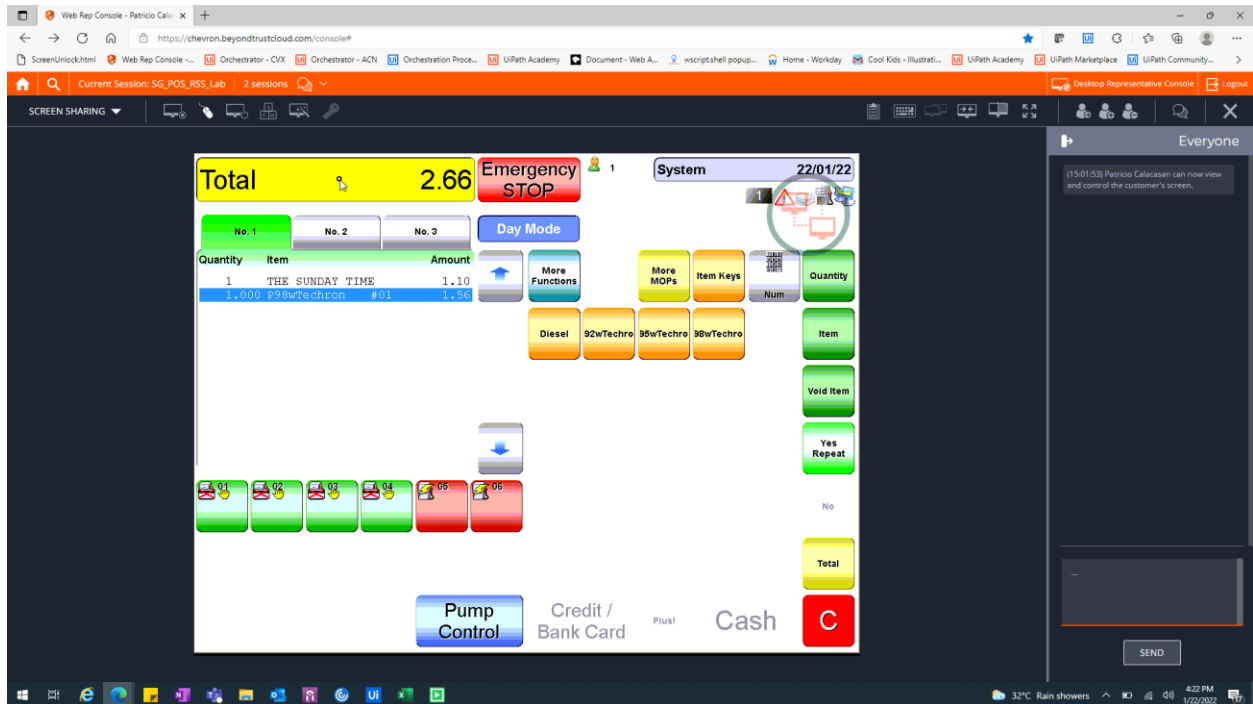 Web Rep Console - Patricio Cala
https://chevron.beyondtrustcloud.com/console#
ScreenUnlock.html
Web Rep Console -...
Orchestrator - CVX
Orchestrator - ACN
Orchestration Proce...
UiPath Academy
Document - Web A...
wscript.shell popup...
Home - Workday
Cool Kids - Illustrati...
UiPath Academy
UiPath Marketplace
UiPath Community...
Current Session: SG_POS_RSS_Lab
2 sessions
Desktop Representative Console
Logout
SCREEN SHARING
Everyone
(15:01:53) Patricio Calacasan can now view
and control the customer's screen.
Total 2.66
Emergency
STOP
1
System 22/01/22
1
No. 1
No. 2
No. 3
Day Mode
Quantity Item Amount
1 THE SUNDAY TIME 1.10
1.000 P98wTechron #01 1.56
More
Functions
More
MOPs
Item Keys
Num
Quantity
Diesel
92wTechro
95wTechro
98wTechro
Item
Void Item
Yes
Repeat
01
02
03
04
05
06
No
Total
Pump
Control
Credit /
Bank Card
Plus!
Cash
C
SEND
32°C Rain showers
4:22 PM
1/22/2022